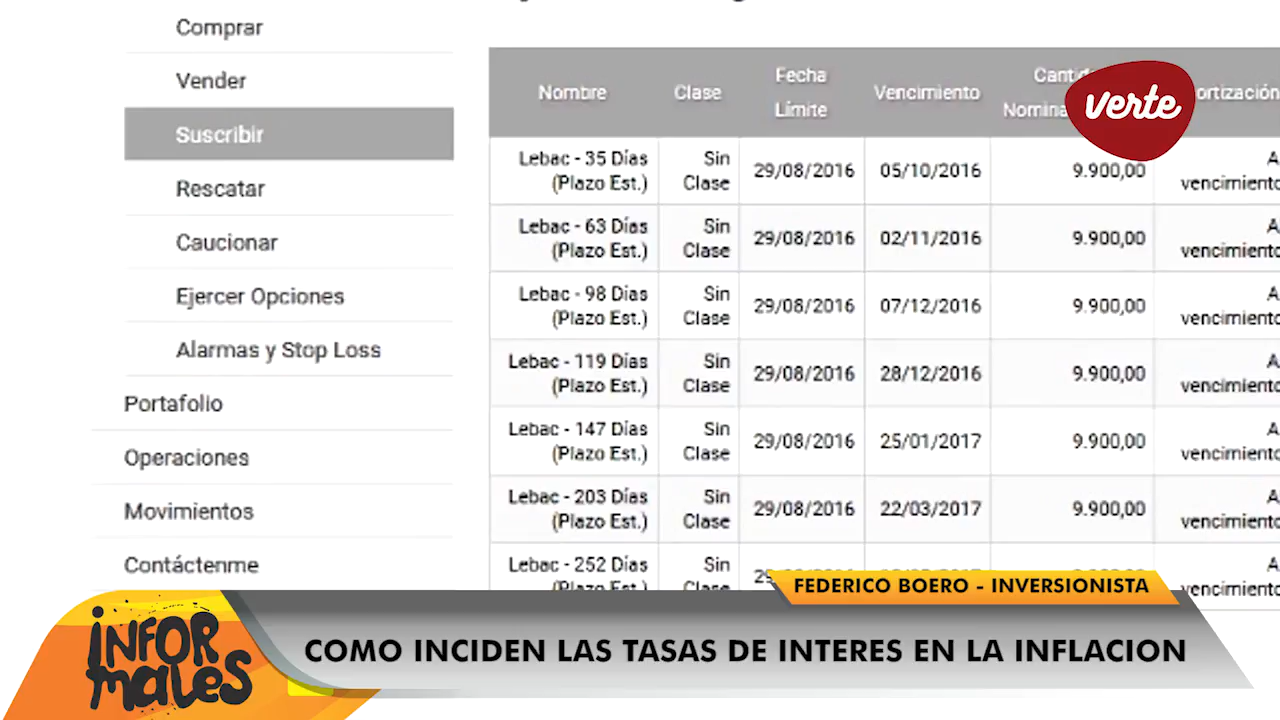 Comprar
Vender
Suscribir
Rescatar
Caucionar
Ejercer Opciones
Alarmas y Stop Loss
Portafolio
Operaciones
Movimientos
Contáctenme
Nombre Clase Fecha Límite Vencimiento
verte
Lebac - 35 Días (Plazo Est.) Sin Clase 29/08/2016 05/10/2016 9.900,00 A vencimiento
Lebac - 63 Días (Plazo Est.) Sin Clase 29/08/2016 02/11/2016 9.900,00 A vencimiento
Lebac - 98 Días (Plazo Est.) Sin Clase 29/08/2016 07/12/2016 9.900,00 A vencimiento
Lebac - 119 Días (Plazo Est.) Sin Clase 29/08/2016 28/12/2016 9.900,00 A vencimiento
Lebac - 147 Días (Plazo Est.) Sin Clase 29/08/2016 25/01/2017 9.900,00 A vencimiento
Lebac - 203 Días (Plazo Est.) Sin Clase 29/08/2016 22/03/2017 9.900,00 A vencimiento
Lebac - 252 Días (Plazo Est.) Sin Clase A vencimiento
FEDERICO BOERO - INVERSIONISTA
INFORMALES
COMO INCIDEN LAS TASAS DE INTERES EN LA INFLACION